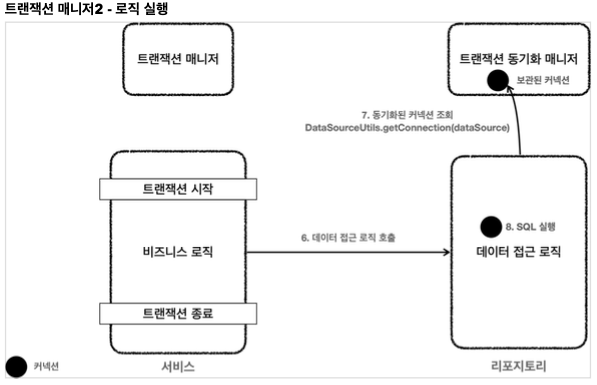 트랜잭션 매니저2 - 로직 실행
트랜잭션 매니저
트랜잭션 동기화 매니저
보관된 커넥션
7. 동기화된 커넥션 조회
DataSourceUtils.getConnection(dataSource)
트랜잭션 시작
8. SQL 실행
6. 데이터 접근 로직 호출
비즈니스 로직
데이터 접근 로직
트랜잭션 종료
커넥션
서비스
리포지토리